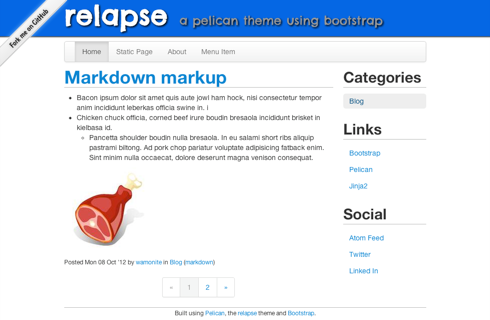 Fork me on GitHub
relapse a pelican theme using bootstrap
Home Static Page About Menu Item
Markdown markup
Bacon ipsum dolor sit amet quis aute jowl ham hock, nisi consectetur tempor
anim incididunt leberkas officia swine in. i
Chicken chuck officia, corned beef irure boudin bresaola incididunt brisket in
kielbasa id.
Pancetta shoulder boudin nulla bresaola. In eu salami short ribs aliquip
pastrami biltong. Ad pork chop pariatur voluptate adipisicing fatback enim.
Sint minim nulla occaecat, dolore deserunt magna venison consequat.
Posted Mon 08 Oct '12 by wamonite in Blog (markdown)
« 1 2 »
Categories
Blog
Links
Bootstrap
Pelican
Jinja2
Social
Atom Feed
Twitter
Linked In
Built using Pelican, the relapse theme and Bootstrap.